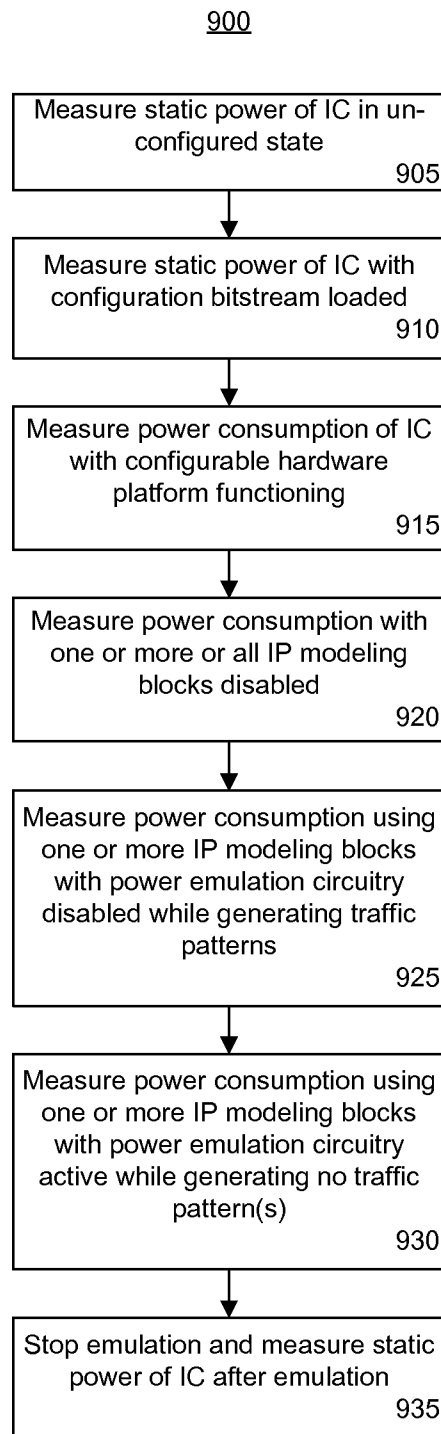 900
Measure static power of IC in un-
configured state
905
Measure static power of IC with
configuration bitstream loaded
910
Measure power consumption of IC
with configurable hardware
platform functioning
915
Measure power consumption with
one or more or all IP modeling
blocks disabled
920
Measure power consumption using
one or more IP modeling blocks
with power emulation circuitry
disabled while generating traffic
patterns
925
Measure power consumption using
one or more IP modeling blocks
with power emulation circuitry
active while generating no traffic
pattern(s)
930
Stop emulation and measure static
power of IC after emulation
935